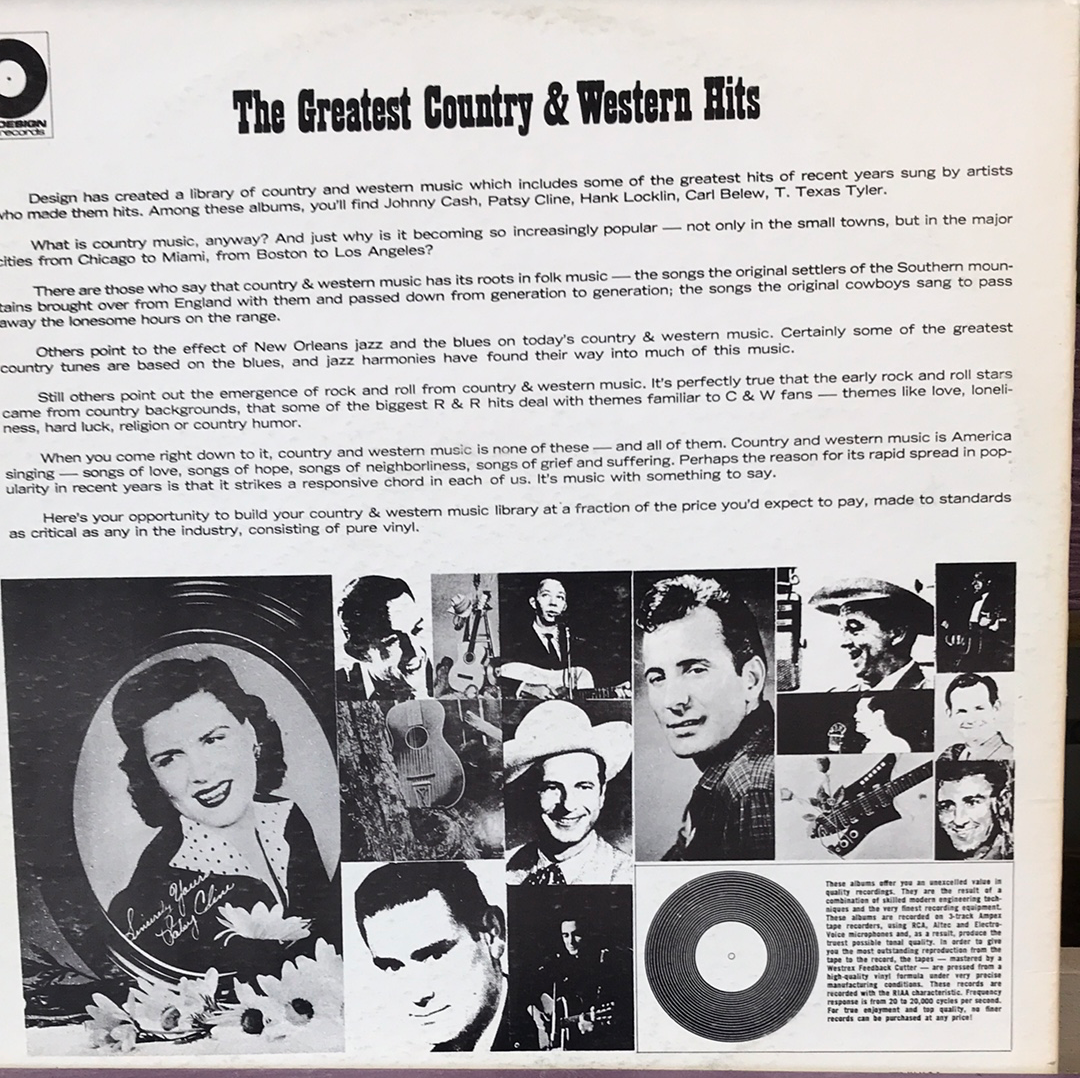 DESIGN
records
The Greatest Country & Western Hits
Design has created a library of country and western music which includes some of the greatest hits of recent years sung by artists
who made them hits. Among these albums, you'll find Johnny Cash, Patsy Cline, Hank Locklin, Carl Belew, T. Texas Tyler.
What is country music, anyway? And just why is it becoming so increasingly popular — not only in the small towns, but in the major
cities from Chicago to Miami, from Boston to Los Angeles?
There are those who say that country & western music has its roots in folk music — the songs the original settlers of the Southern moun-
tains brought over from England with them and passed down from generation to generation; the songs the original cowboys sang to pass
away the lonesome hours on the range.
Others point to the effect of New Orleans jazz and the blues on today's country & western music. Certainly some of the greatest
country tunes are based on the blues, and jazz harmonies have found their way into much of this music.
Still others point out the emergence of rock and roll from country & western music. It's perfectly true that the early rock and roll stars
came from country backgrounds, that some of the biggest R & R hits deal with themes familiar to C & W fans — themes like love, loneli-
ness, hard luck, religion or country humor.
When you come right down to it, country and western music is none of these — and all of them. Country and western music is America
singing — songs of love, songs of hope, songs of neighborliness, songs of grief and suffering. Perhaps the reason for its rapid spread in pop-
ularity in recent years is that it strikes a responsive chord in each of us. It's music with something to say.
Here's your opportunity to build your country & western music library at a fraction of the price you'd expect to pay, made to standards
as critical as any in the industry, consisting of pure vinyl.
Sincerely Yours
Patsy Cline
These albums offer you an unexcelled value in
quality recordings. They are the result of a
combination of skilled modern engineering tech-
niques and the very finest recording equipment.
These albums are recorded on 3-track Ampex
tape recorders, using RCA, Altec and Electro-
Voice microphones and, as a result, produce the
truest possible tonal quality. In order to give
you the most outstanding reproduction from the
tape to the record, the tapes — mastered by a
Westrex Feedback Cutter — are pressed from a
high-quality vinyl formula under very precise
manufacturing conditions. These records are
recorded with the RIAA characteristic. Frequency
response is from 20 to 20,000 cycles per second.
For true enjoyment and top quality, no finer
records can be purchased at any price!